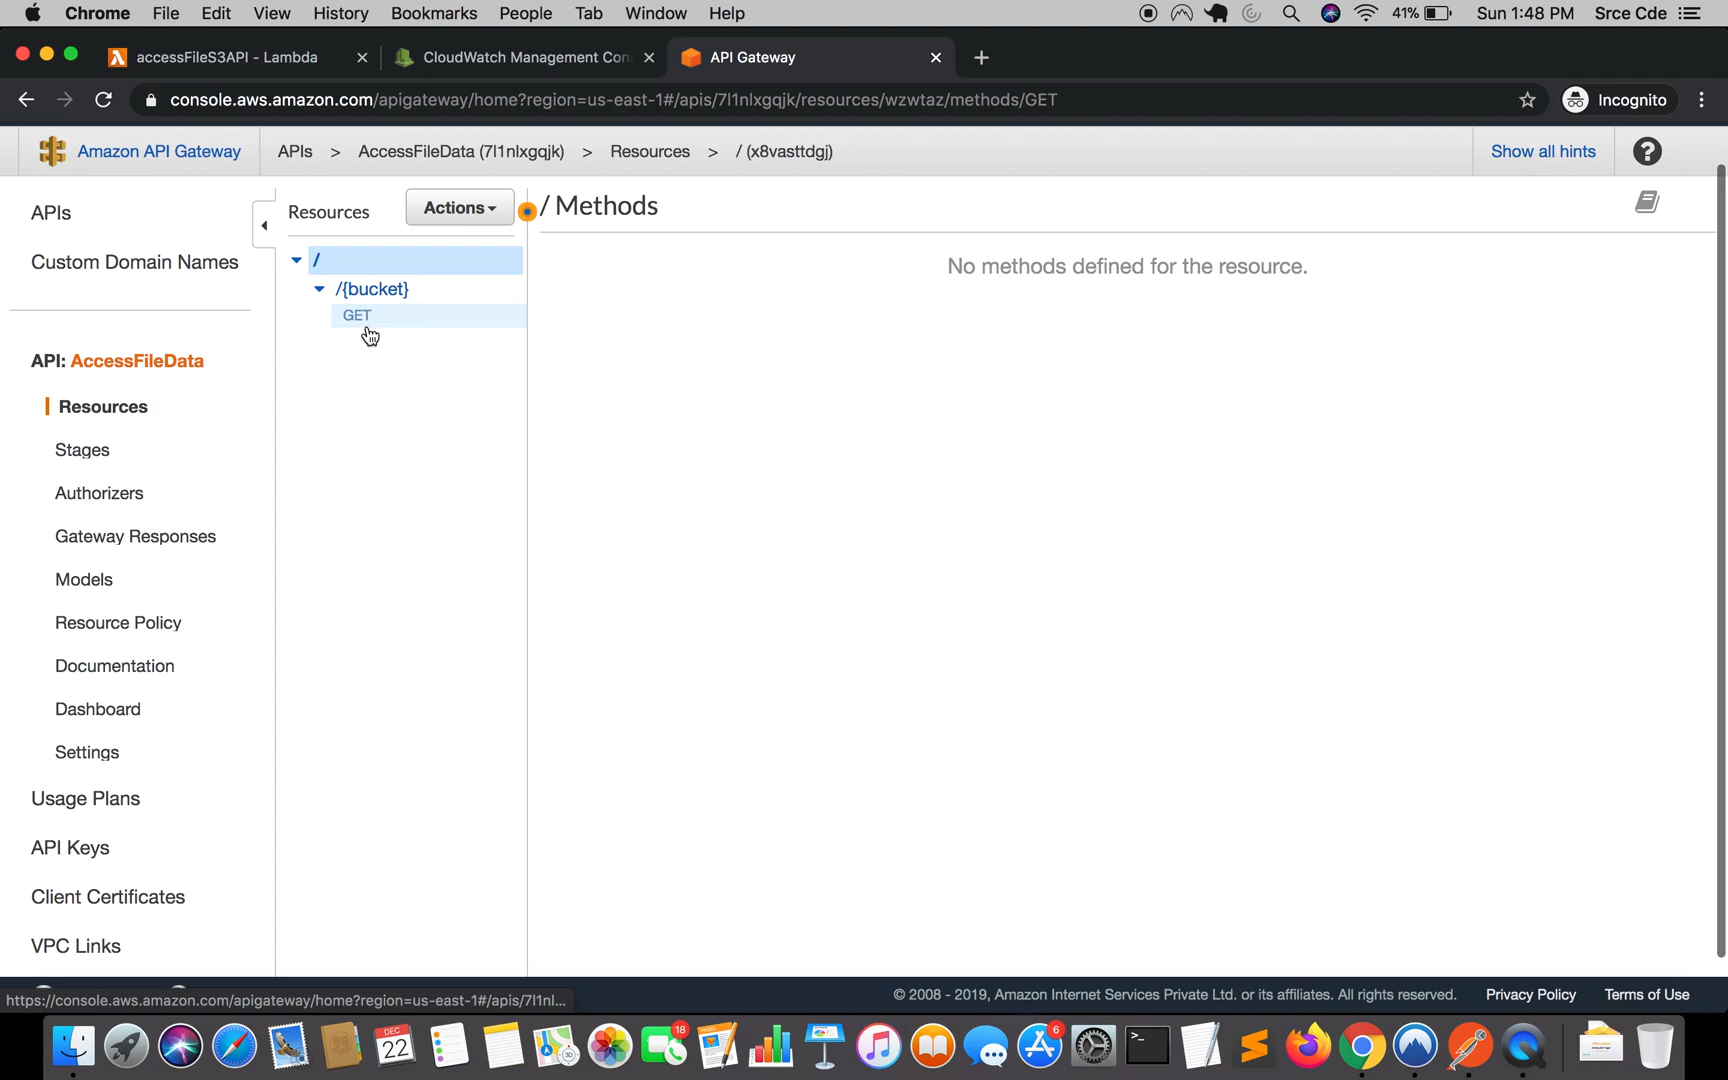 Chrome File Edit View History Bookmarks People Tab Window Help 41% Sun 1:48 PM Srce Cde
accessFileS3API - Lambda CloudWatch Management Con API Gateway
console.aws.amazon.com/apigateway/home?region=us-east-1#/apis/7l1nlxgqjk/resources/wzwtaz/methods/GET Incognito
Amazon API Gateway APIs > AccessFileData (7l1nlxgqjk) > Resources > / (x8vasttdgj) Show all hints ?
APIs
Custom Domain Names
API: AccessFileData
Resources
Stages
Authorizers
Gateway Responses
Models
Resource Policy
Documentation
Dashboard
Settings
Usage Plans
API Keys
Client Certificates
VPC Links
Resources Actions
/
/{bucket}
GET
/ Methods
No methods defined for the resource.
https://console.aws.amazon.com/apigateway/home?region=us-east-1#/apis/7l1nl...
© 2008 - 2019, Amazon Internet Services Private Ltd. or its affiliates. All rights reserved. Privacy Policy Terms of Use
DEC
22
18
6